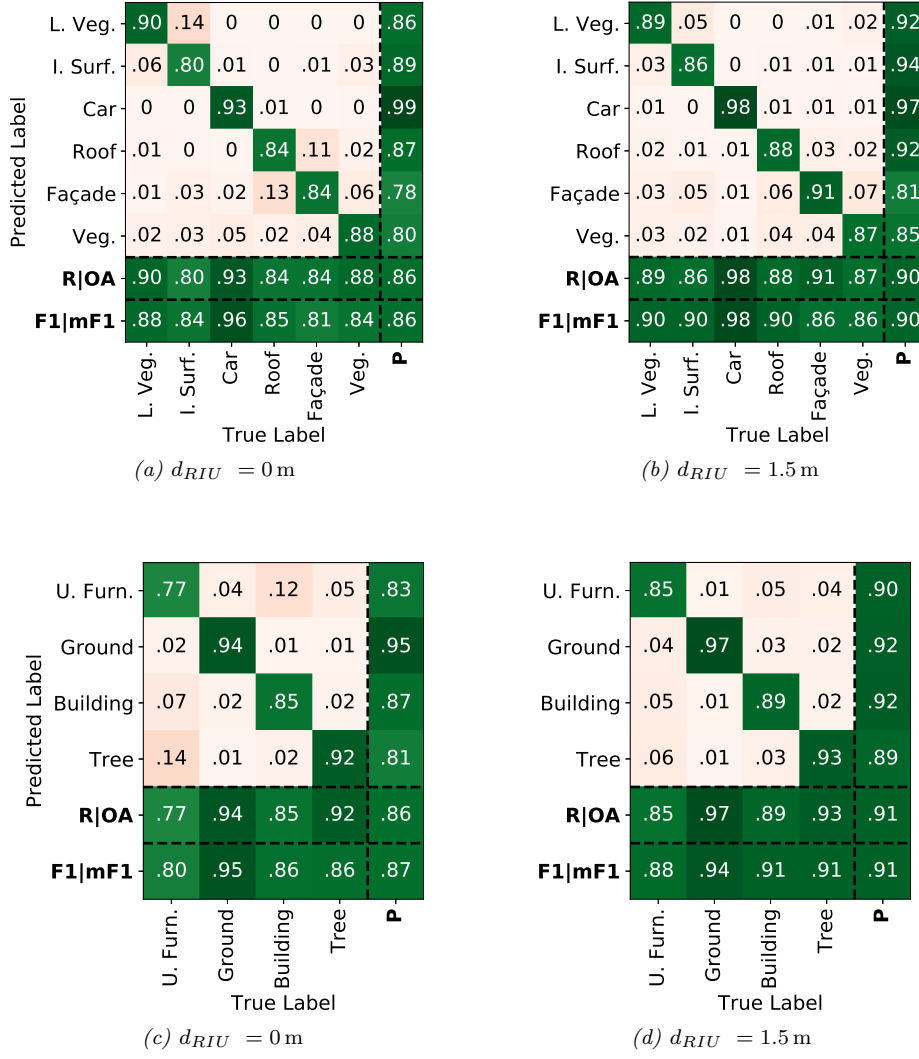 L. Veg. .90 .14 0 0 0 0 .86
I. Surf. .06 .80 .01 0 .01 .03 .89
Car 0 0 .93 .01 0 0 .99
Roof .01 0 0 .84 .11 .02 .87
Façade .01 .03 .02 .13 .84 .06 .78
Veg. .02 .03 .05 .02 .04 .88 .80
R|OA .90 .80 .93 .84 .84 .88 .86
F1|mF1 .88 .84 .96 .85 .81 .84 .86
Predicted Label
L. Veg. I. Surf. Car Roof Façade Veg. P
True Label
(a) d_RIU = 0 m
L. Veg. .89 .05 0 0 .01 .02 .92
I. Surf. .03 .86 0 .01 .01 .01 .94
Car .01 0 .98 .01 .01 .01 .97
Roof .02 .01 .01 .88 .03 .02 .92
Façade .03 .05 .01 .06 .91 .07 .81
Veg. .03 .02 .01 .04 .04 .87 .85
R|OA .89 .86 .98 .88 .91 .87 .90
F1|mF1 .90 .90 .98 .90 .86 .86 .90
L. Veg. I. Surf. Car Roof Façade Veg. P
True Label
(b) d_RIU = 1.5 m
U. Furn. .77 .04 .12 .05 .83
Ground .02 .94 .01 .01 .95
Building .07 .02 .85 .02 .87
Tree .14 .01 .02 .92 .81
R|OA .77 .94 .85 .92 .86
F1|mF1 .80 .95 .86 .86 .87
Predicted Label
U. Furn. Ground Building Tree P
True Label
(c) d_RIU = 0 m
U. Furn. .85 .01 .05 .04 .90
Ground .04 .97 .03 .02 .92
Building .05 .01 .89 .02 .92
Tree .06 .01 .03 .93 .89
R|OA .85 .97 .89 .93 .91
F1|mF1 .88 .94 .91 .91 .91
U. Furn. Ground Building Tree P
True Label
(d) d_RIU = 1.5 m